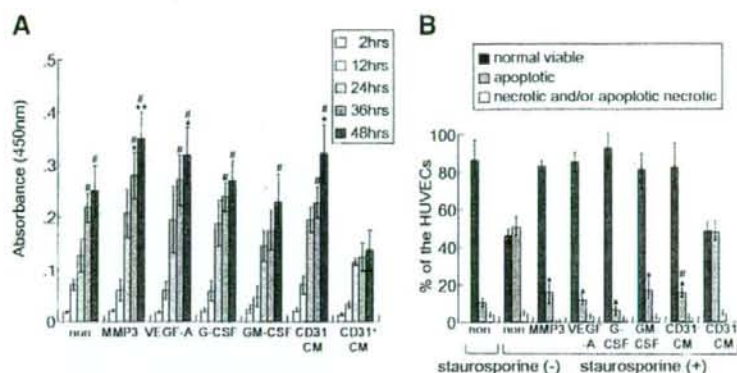 A
Absorbance (450nm)
.5
.4
.3
.2
.1
0
2hrs
12hrs
24hrs
36hrs
48hrs
#
#
#
*
#
**
#
#
*
#
#
#
#
#
*
non MMP3 VEGF-A G-CSF GM-CSF CD31 CM CD31+ CM
B
normal viable
apoptotic
necrotic and/or apoptotic necrotic
% of the HUVECs
100
80
60
40
20
0
*
*
*
*
#
non non MMP3 VEGF-A G-CSF GM CSF CD31 CM CD31 CM
staurosporine (-) staurosporine (+)